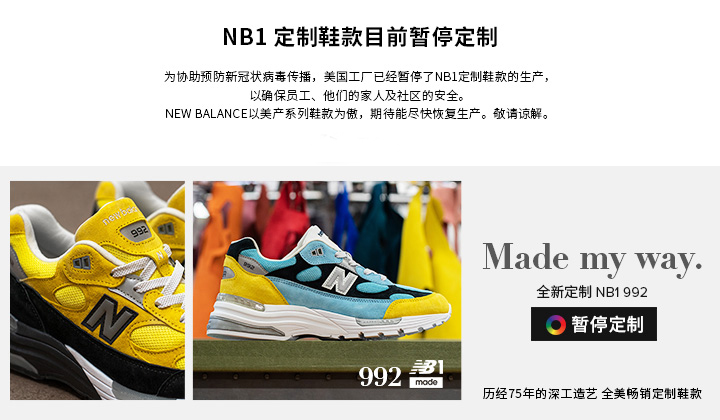 NB1 定制鞋款目前暂停定制
为协助预防新冠状病毒传播，美国工厂已经暂停了NB1定制鞋款的生产，
以确保员工、他们的家人及社区的安全。
NEW BALANCE以美产系列鞋款为傲，期待能尽快恢复生产。敬请谅解。
new balance
992
N
992
N
992 NB1
made
Made my way.
全新定制 NB1 992
暂停定制
历经75年的深工造艺 全美畅销定制鞋款